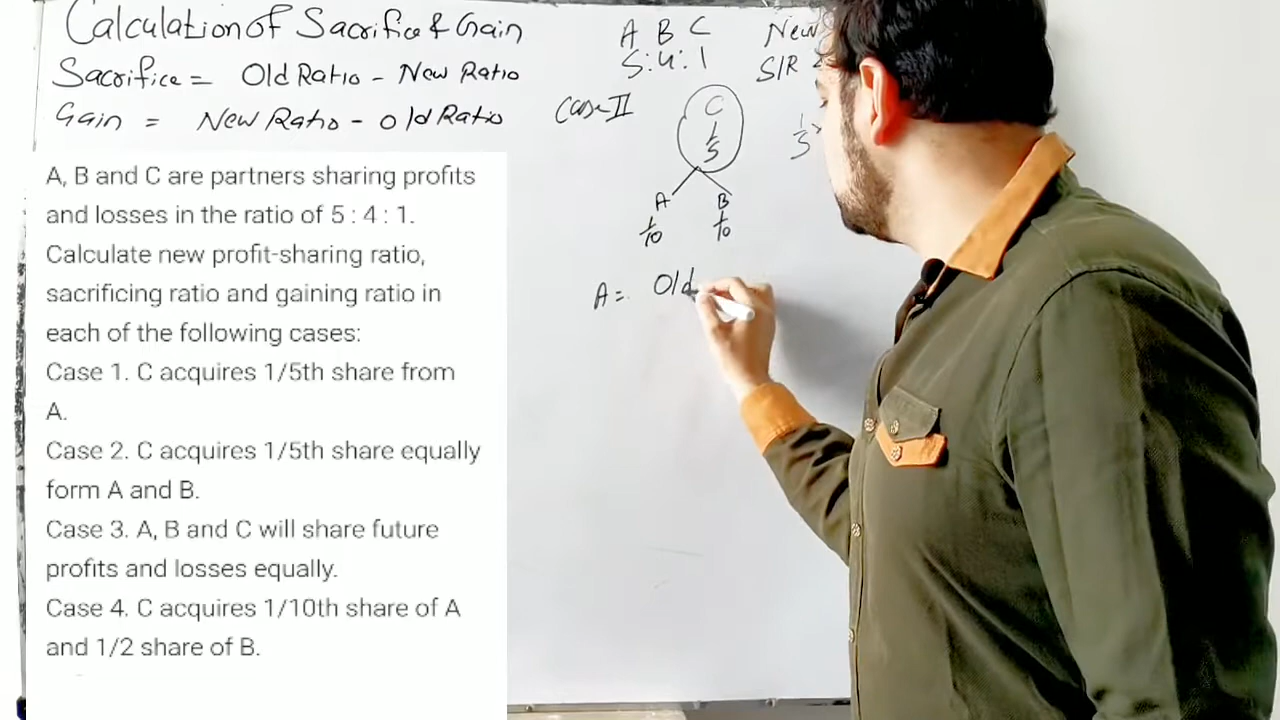 Calculation of Sacrifice & Gain
Sacrifice = Old Ratio - New Ratio
Gain = New Ratio - Old Ratio
A B C
5:4:1
New
S/R
Case II
C
1/5
A B
1/10 1/10
1/5
A = Old
A, B and C are partners sharing profits
and losses in the ratio of 5 : 4 : 1.
Calculate new profit-sharing ratio,
sacrificing ratio and gaining ratio in
each of the following cases:
Case 1. C acquires 1/5th share from
A.
Case 2. C acquires 1/5th share equally
form A and B.
Case 3. A, B and C will share future
profits and losses equally.
Case 4. C acquires 1/10th share of A
and 1/2 share of B.